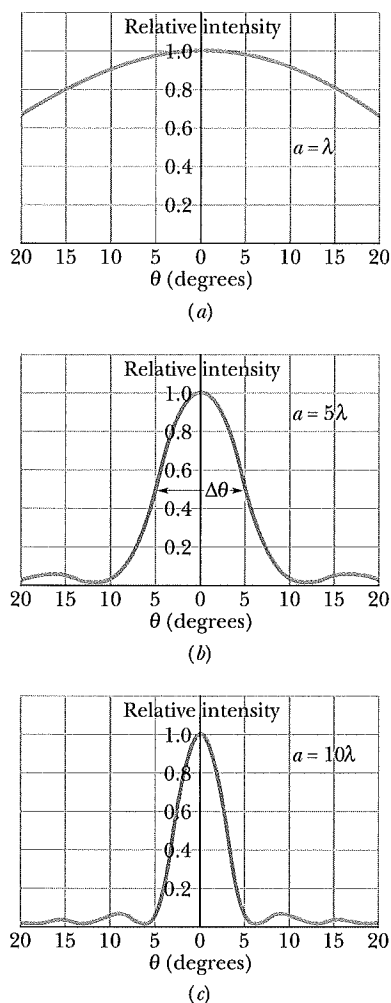 Relative intensity
1.0
0.8
0.6
a = λ
0.4
0.2
20 15 10 5 0 5 10 15 20
θ (degrees)
(a)
Relative intensity
1.0
a = 5λ
0.8
0.6
Δθ
0.4
0.2
20 15 10 5 0 5 10 15 20
θ (degrees)
(b)
Relative intensity
1.0
a = 10λ
0.8
0.6
0.4
0.2
20 15 10 5 0 5 10 15 20
θ (degrees)
(c)